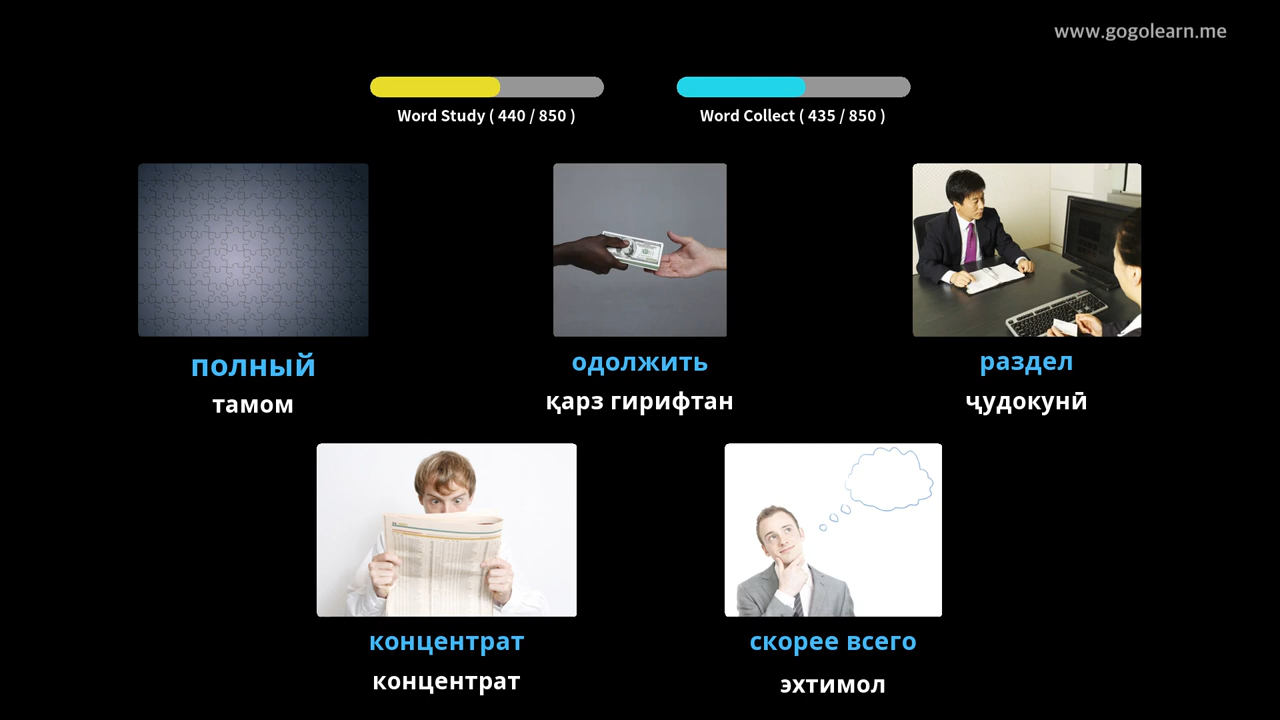 www.gogolearn.me
Word Study ( 440 / 850 )
Word Collect ( 435 / 850 )
полный
тамом
одолжить
қарз гирифтан
раздел
ҷудокунӣ
концентрат
концентрат
скорее всего
эхтимол